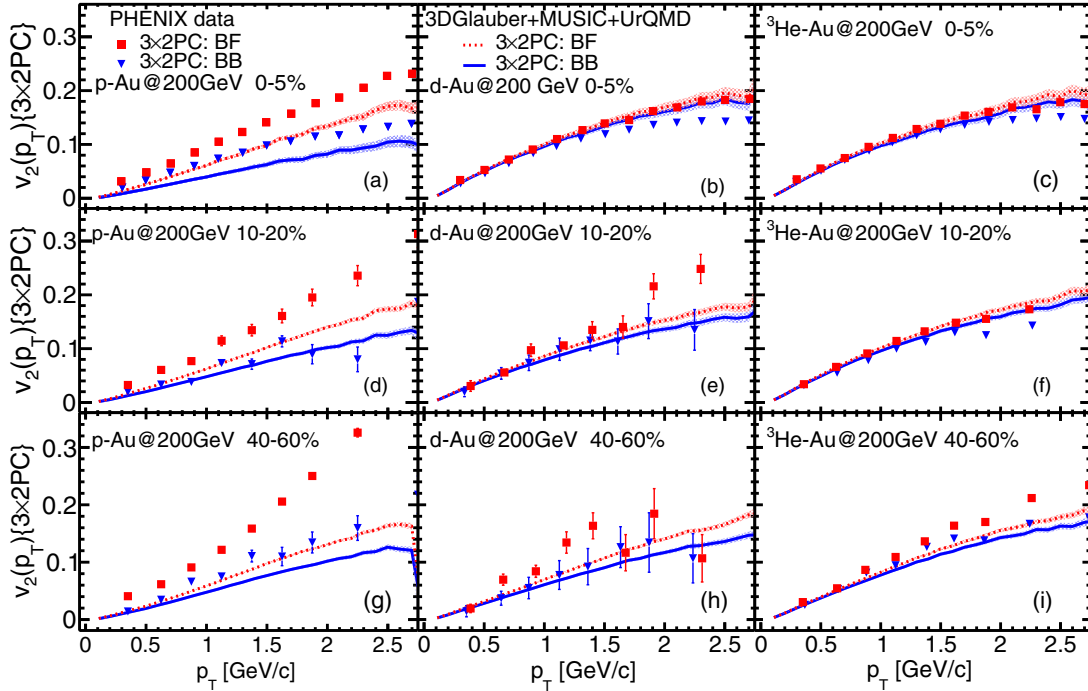 PHENIX data
3×2PC: BF
3×2PC: BB
p-Au@200GeV 0-5%
3DGlauber+MUSIC+UrQMD
3×2PC: BF
3×2PC: BB
d-Au@200 GeV 0-5%
³He-Au@200GeV 0-5%
v₂(p_T){3×2PC}
0.3
0.2
0.1
0
(a)
(b)
(c)
p-Au@200GeV 10-20%
d-Au@200GeV 10-20%
³He-Au@200GeV 10-20%
v₂(p_T){3×2PC}
0.3
0.2
0.1
0
(d)
(e)
(f)
p-Au@200GeV 40-60%
d-Au@200GeV 40-60%
³He-Au@200GeV 40-60%
v₂(p_T){3×2PC}
0.3
0.2
0.1
0
(g)
(h)
(i)
0 0.5 1 1.5 2 2.5
0 0.5 1 1.5 2 2.5
0 0.5 1 1.5 2 2.5
p_T [GeV/c]
p_T [GeV/c]
p_T [GeV/c]